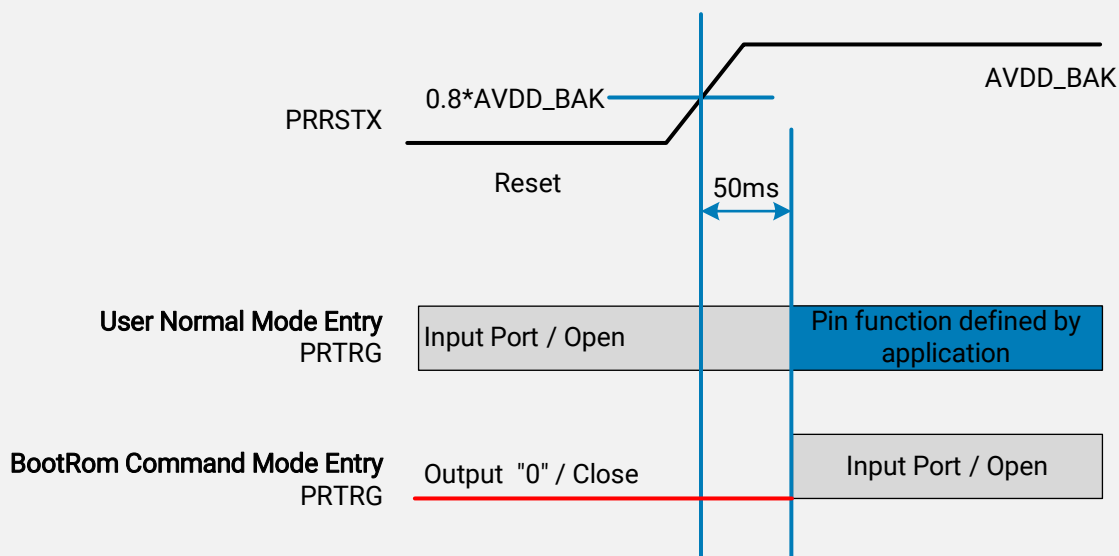 AVDD_BAK
0.8*AVDD_BAK
PRRSTX
Reset
50ms
User Normal Mode Entry
PRTRG
Input Port / Open
Pin function defined by
application
BootRom Command Mode Entry
PRTRG
Output "0" / Close
Input Port / Open